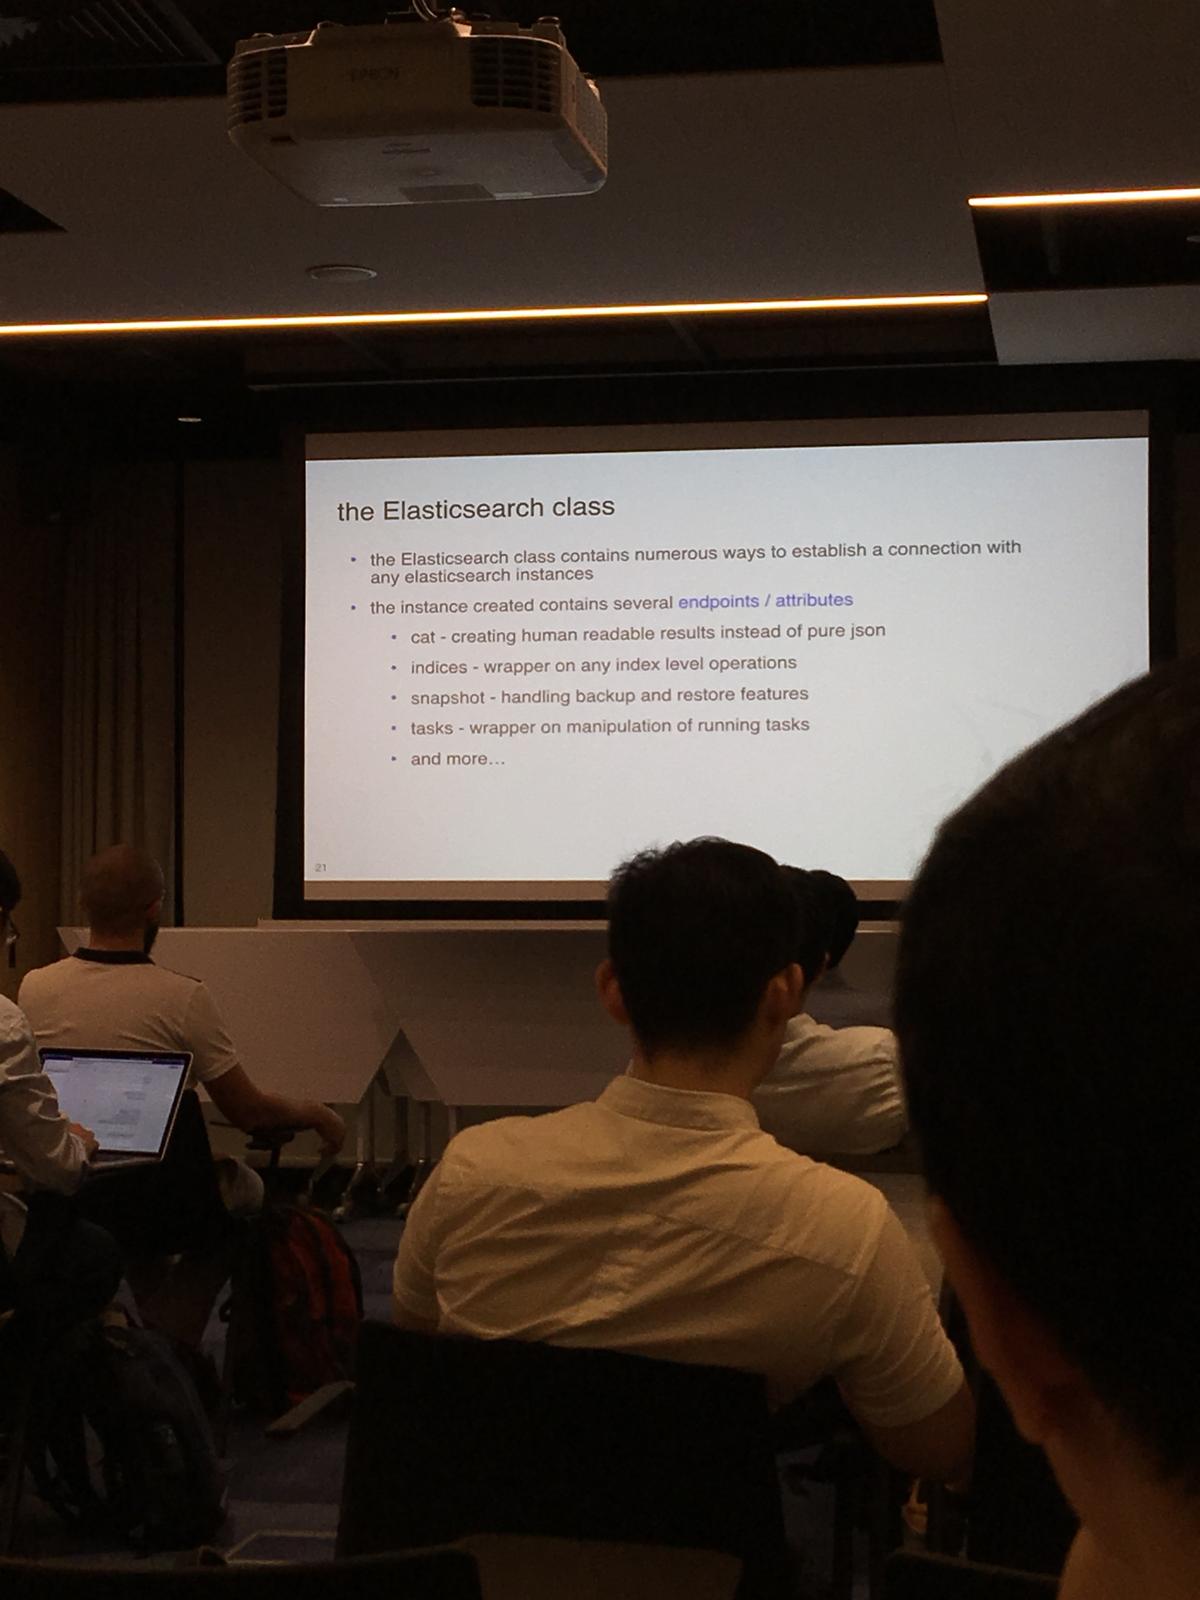 EPSON
the Elasticsearch class
• the Elasticsearch class contains numerous ways to establish a connection with
any elasticsearch instances
• the instance created contains several endpoints / attributes
• cat - creating human readable results instead of pure json
• indices - wrapper on any index level operations
• snapshot - handling backup and restore features
• tasks - wrapper on manipulation of running tasks
• and more…
21